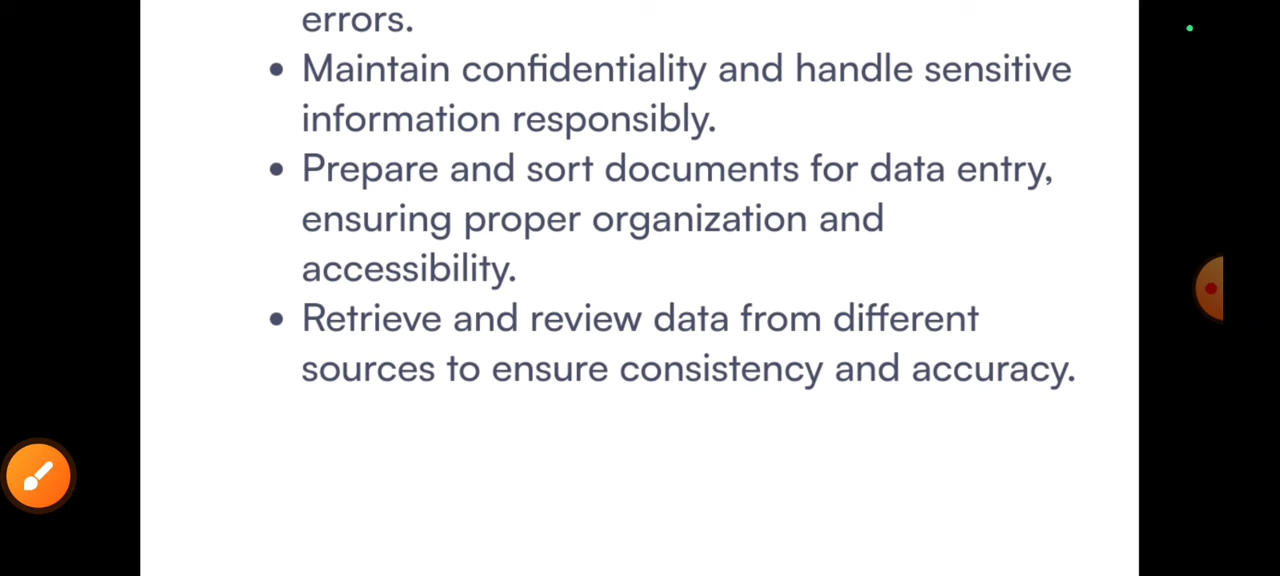 errors.
• Maintain confidentiality and handle sensitive
information responsibly.
• Prepare and sort documents for data entry,
ensuring proper organization and
accessibility.
• Retrieve and review data from different
sources to ensure consistency and accuracy.